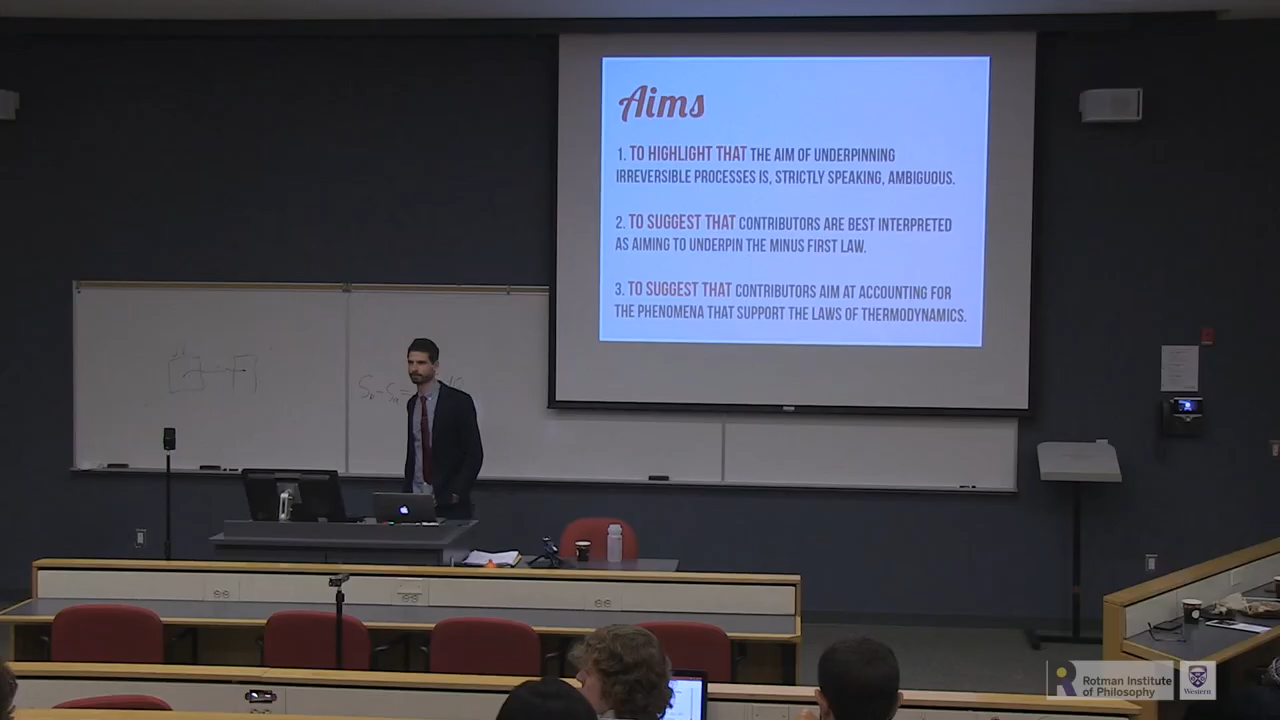 Aims
1. TO HIGHLIGHT THAT THE AIM OF UNDERPINNING
IRREVERSIBLE PROCESSES IS, STRICTLY SPEAKING, AMBIGUOUS.
2. TO SUGGEST THAT CONTRIBUTORS ARE BEST INTERPRETED
AS AIMING TO UNDERPIN THE MINUS FIRST LAW.
3. TO SUGGEST THAT CONTRIBUTORS AIM AT ACCOUNTING FOR
THE PHENOMENA THAT SUPPORT THE LAWS OF THERMODYNAMICS.
Rotman Institute
of Philosophy
Western